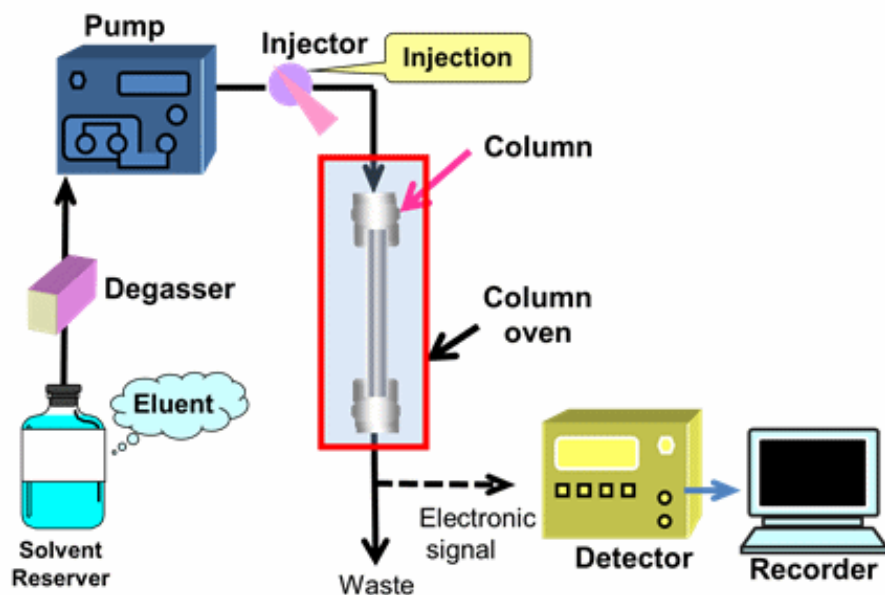 Pump
Injector
Injection
Column
Degasser
Column
oven
Eluent
Solvent
Reserver
Electronic
signal
Waste
Detector
Recorder